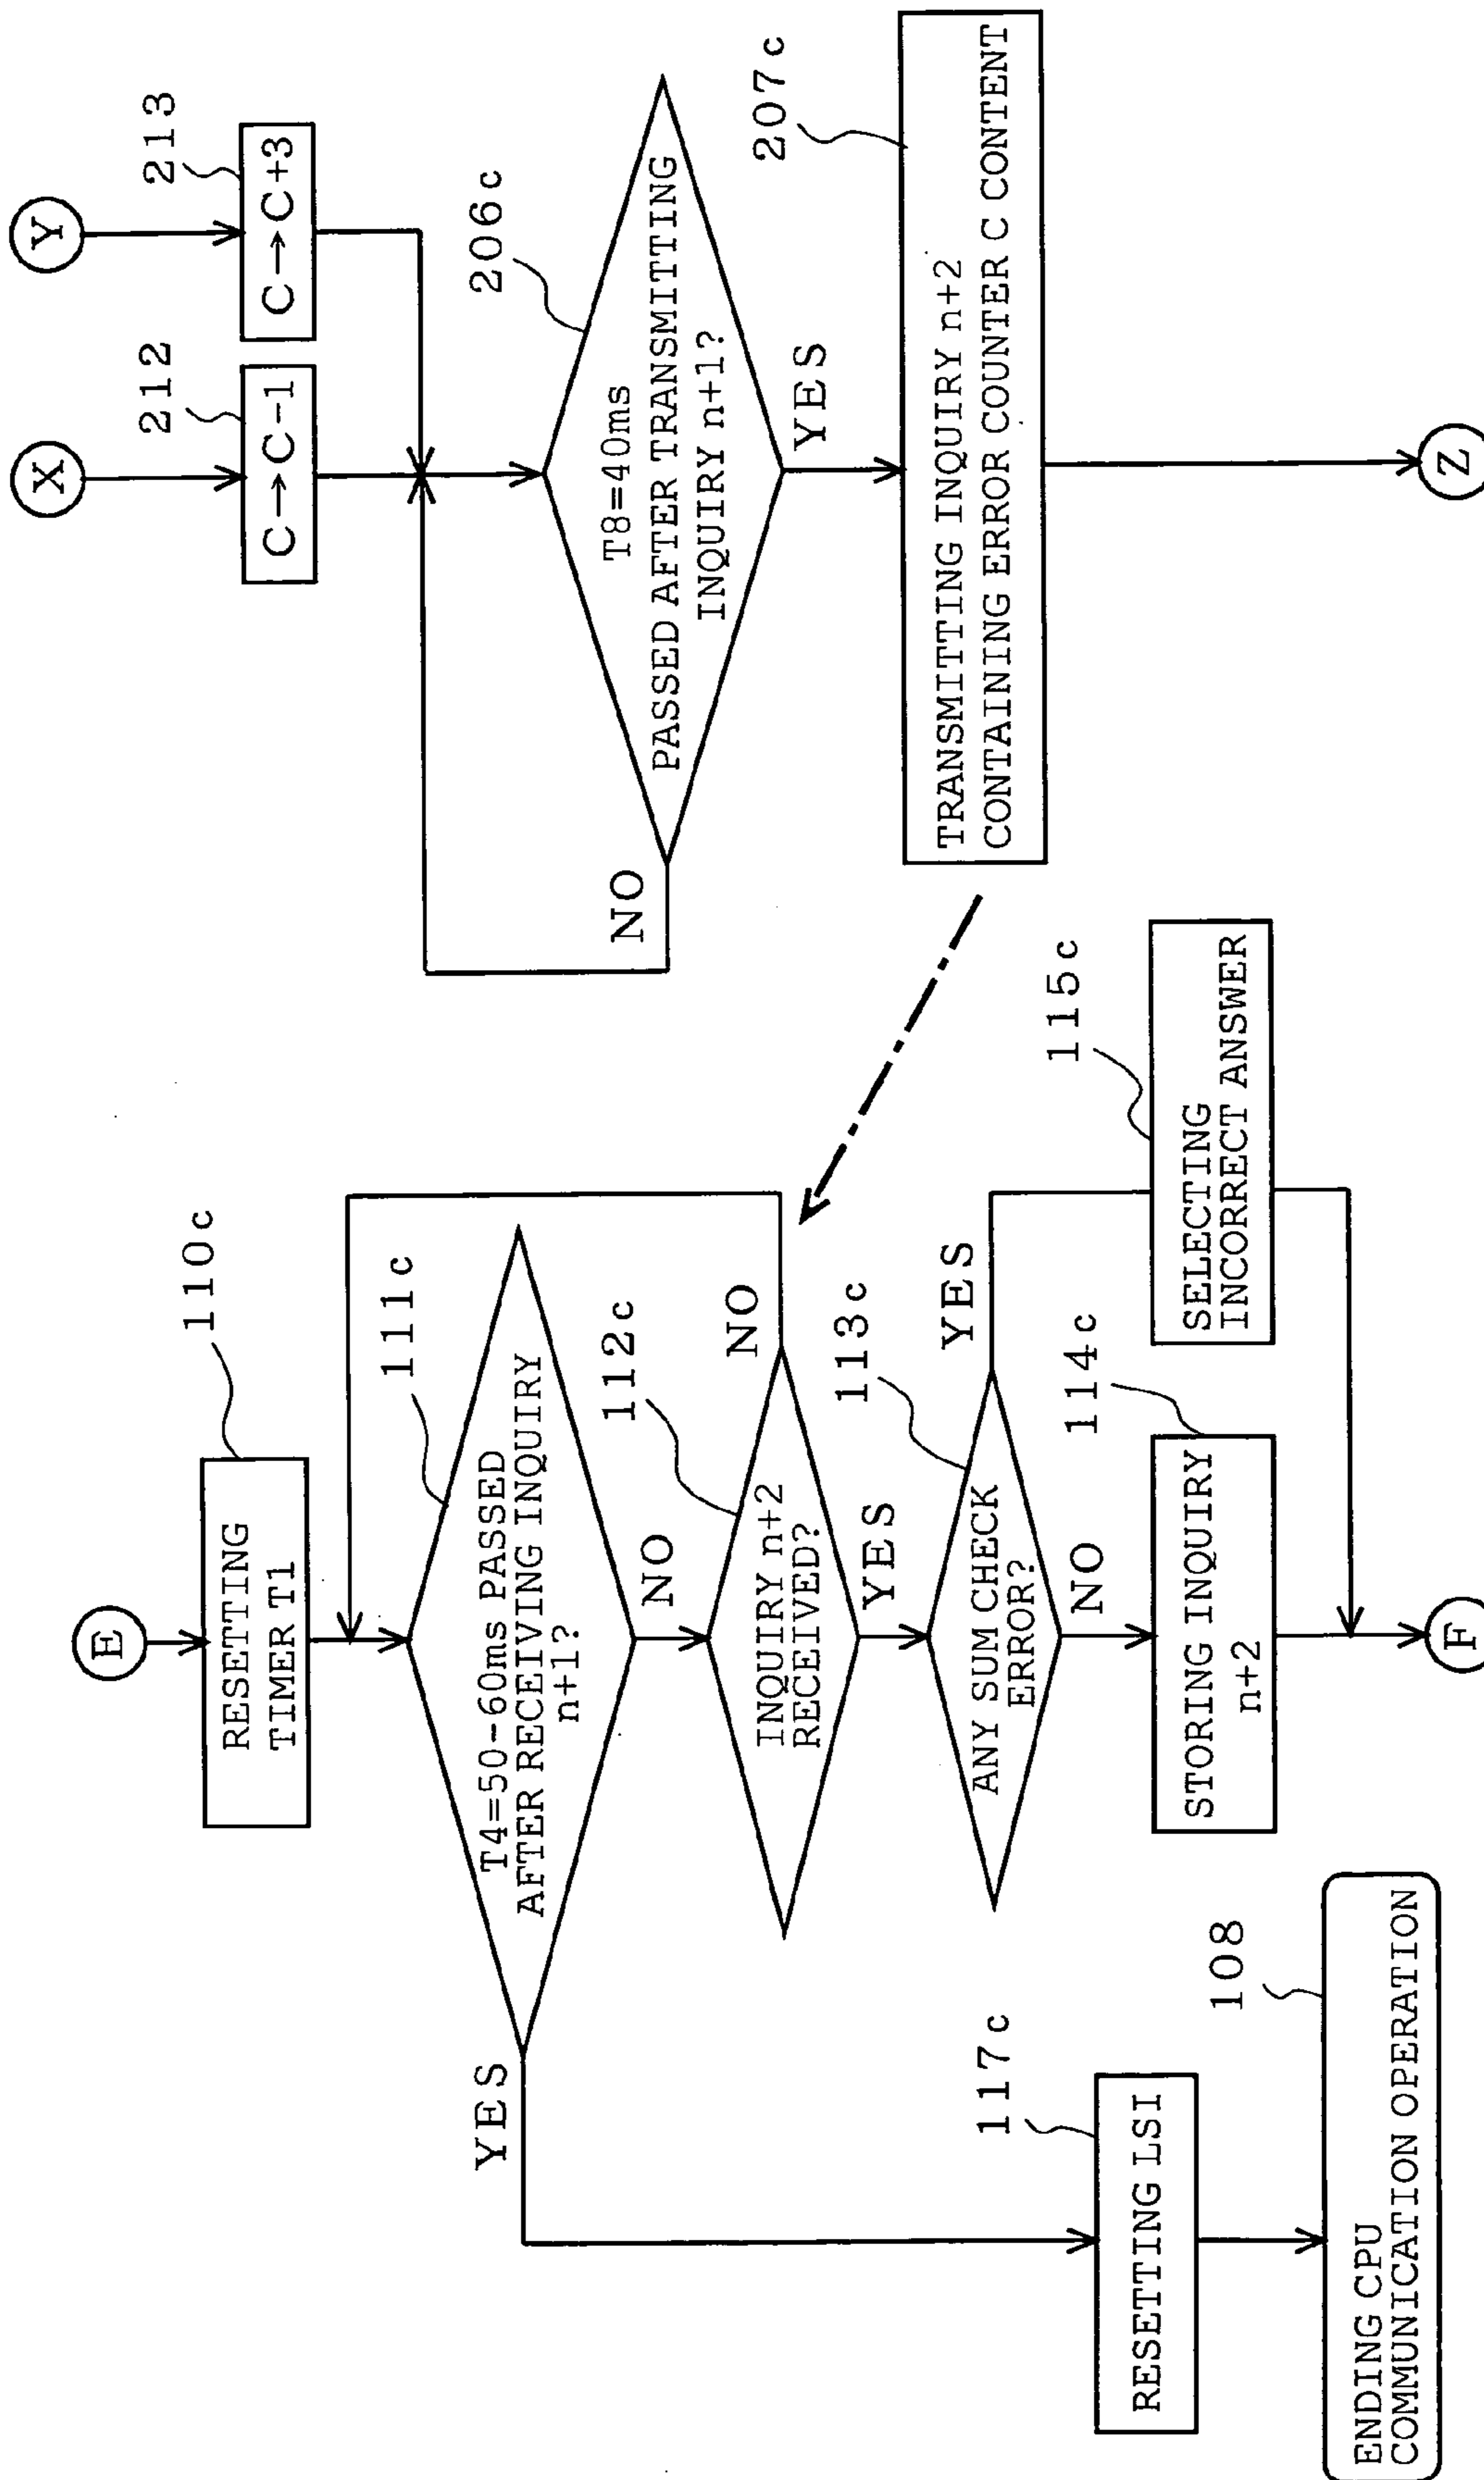 E
RESETTING
TIMER T1
110c
T4=50-60ms PASSED
AFTER RECEIVING INQUIRY
n+1?
111c
YES
NO
INQUIRY n+2
RECEIVED?
112c
NO
YES
ANY SUM CHECK
ERROR?
113c
YES
NO
STORING INQUIRY
n+2
114c
SELECTING
INCORRECT ANSWER
115c
RESETTING LSI
117c
ENDING CPU
COMMUNICATION OPERATION
108
F
X
Y
C→C-1
212
C→C+3
213
T8=40ms
PASSED AFTER TRANSMITTING
INQUIRY n+1?
206c
NO
YES
TRANSMITTING INQUIRY n+2
CONTAINING ERROR COUNTER C CONTENT
207c
Z